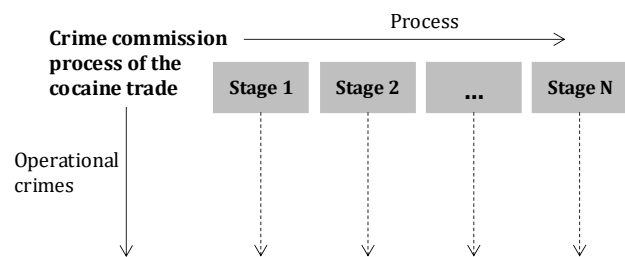 Process
Crime commission
process of the
cocaine trade
Stage 1
Stage 2
...
Stage N
Operational
crimes